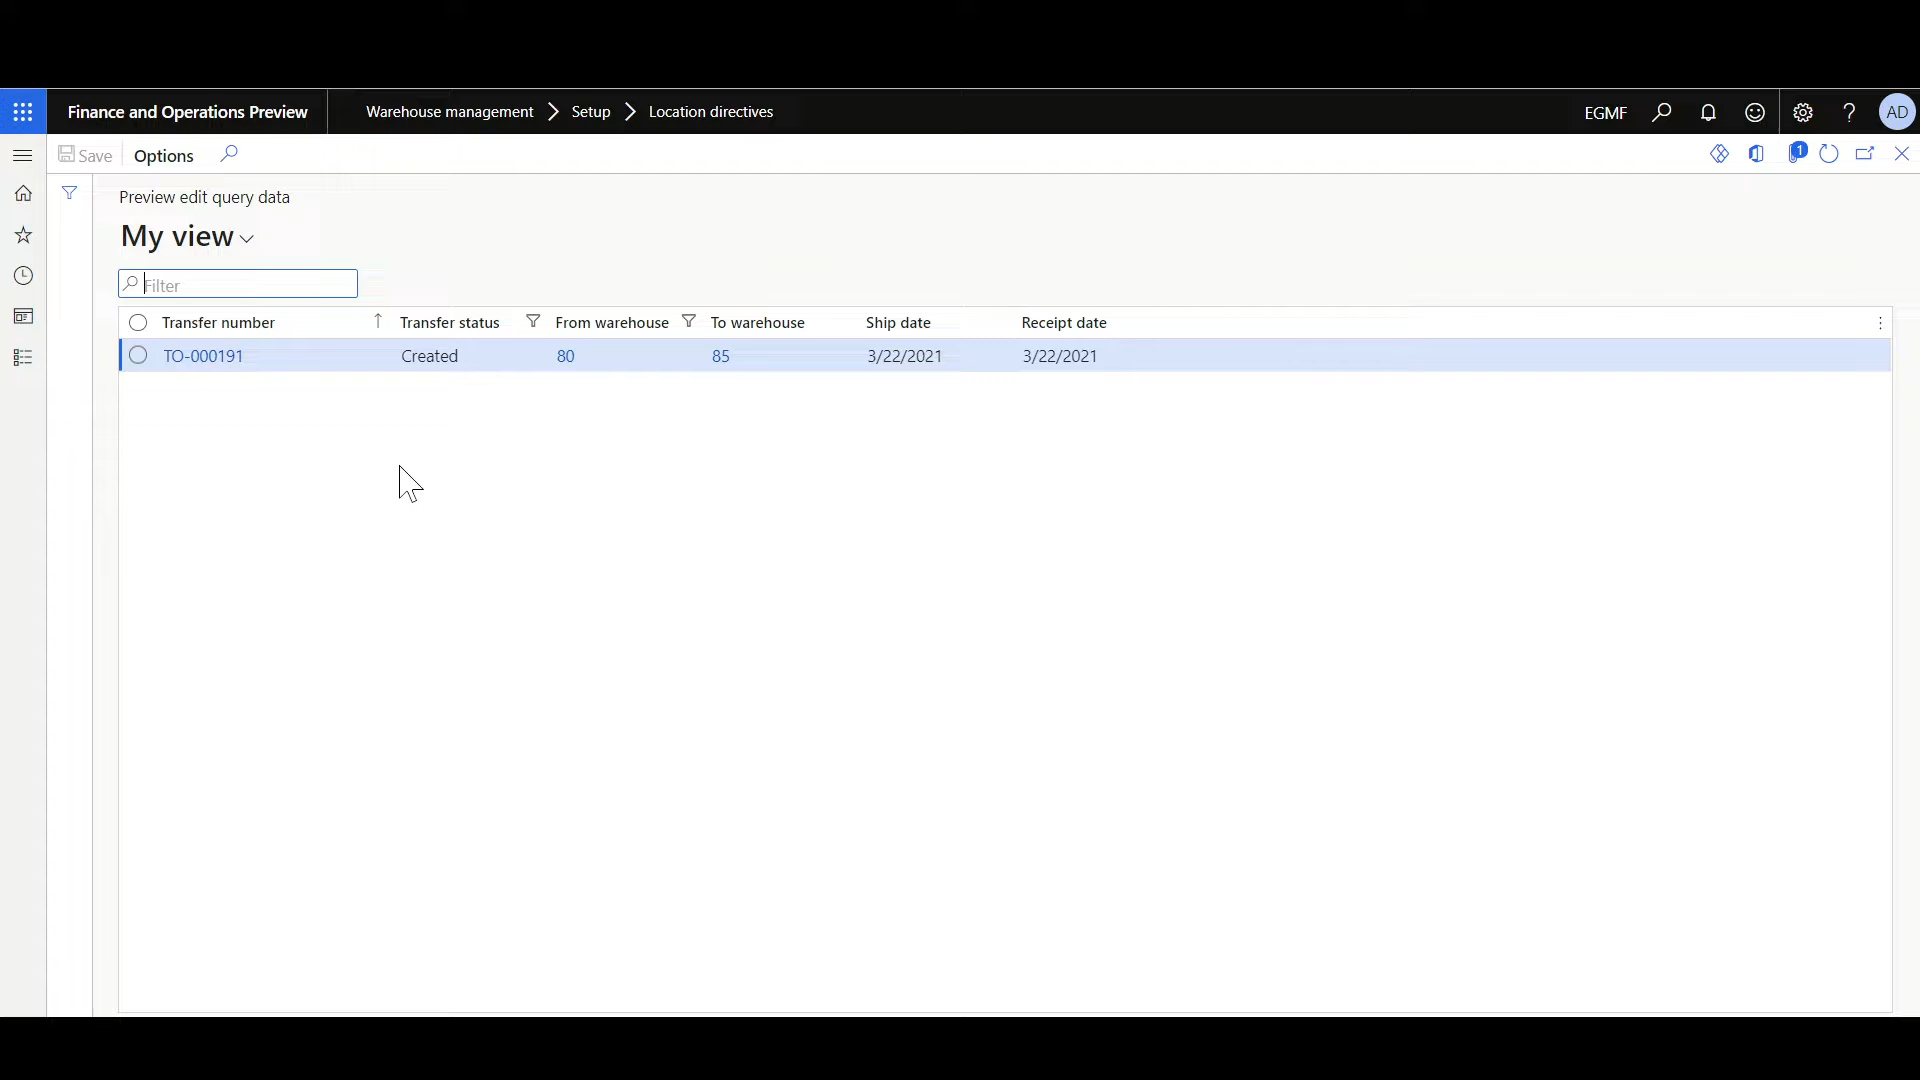 Finance and Operations Preview
Warehouse management Setup Location directives
EGMF
? AD
Save Options
1
Preview edit query data
My view
Filter
Transfer number Transfer status From warehouse To warehouse Ship date Receipt date
TO-000191 Created 80 85 3/22/2021 3/22/2021